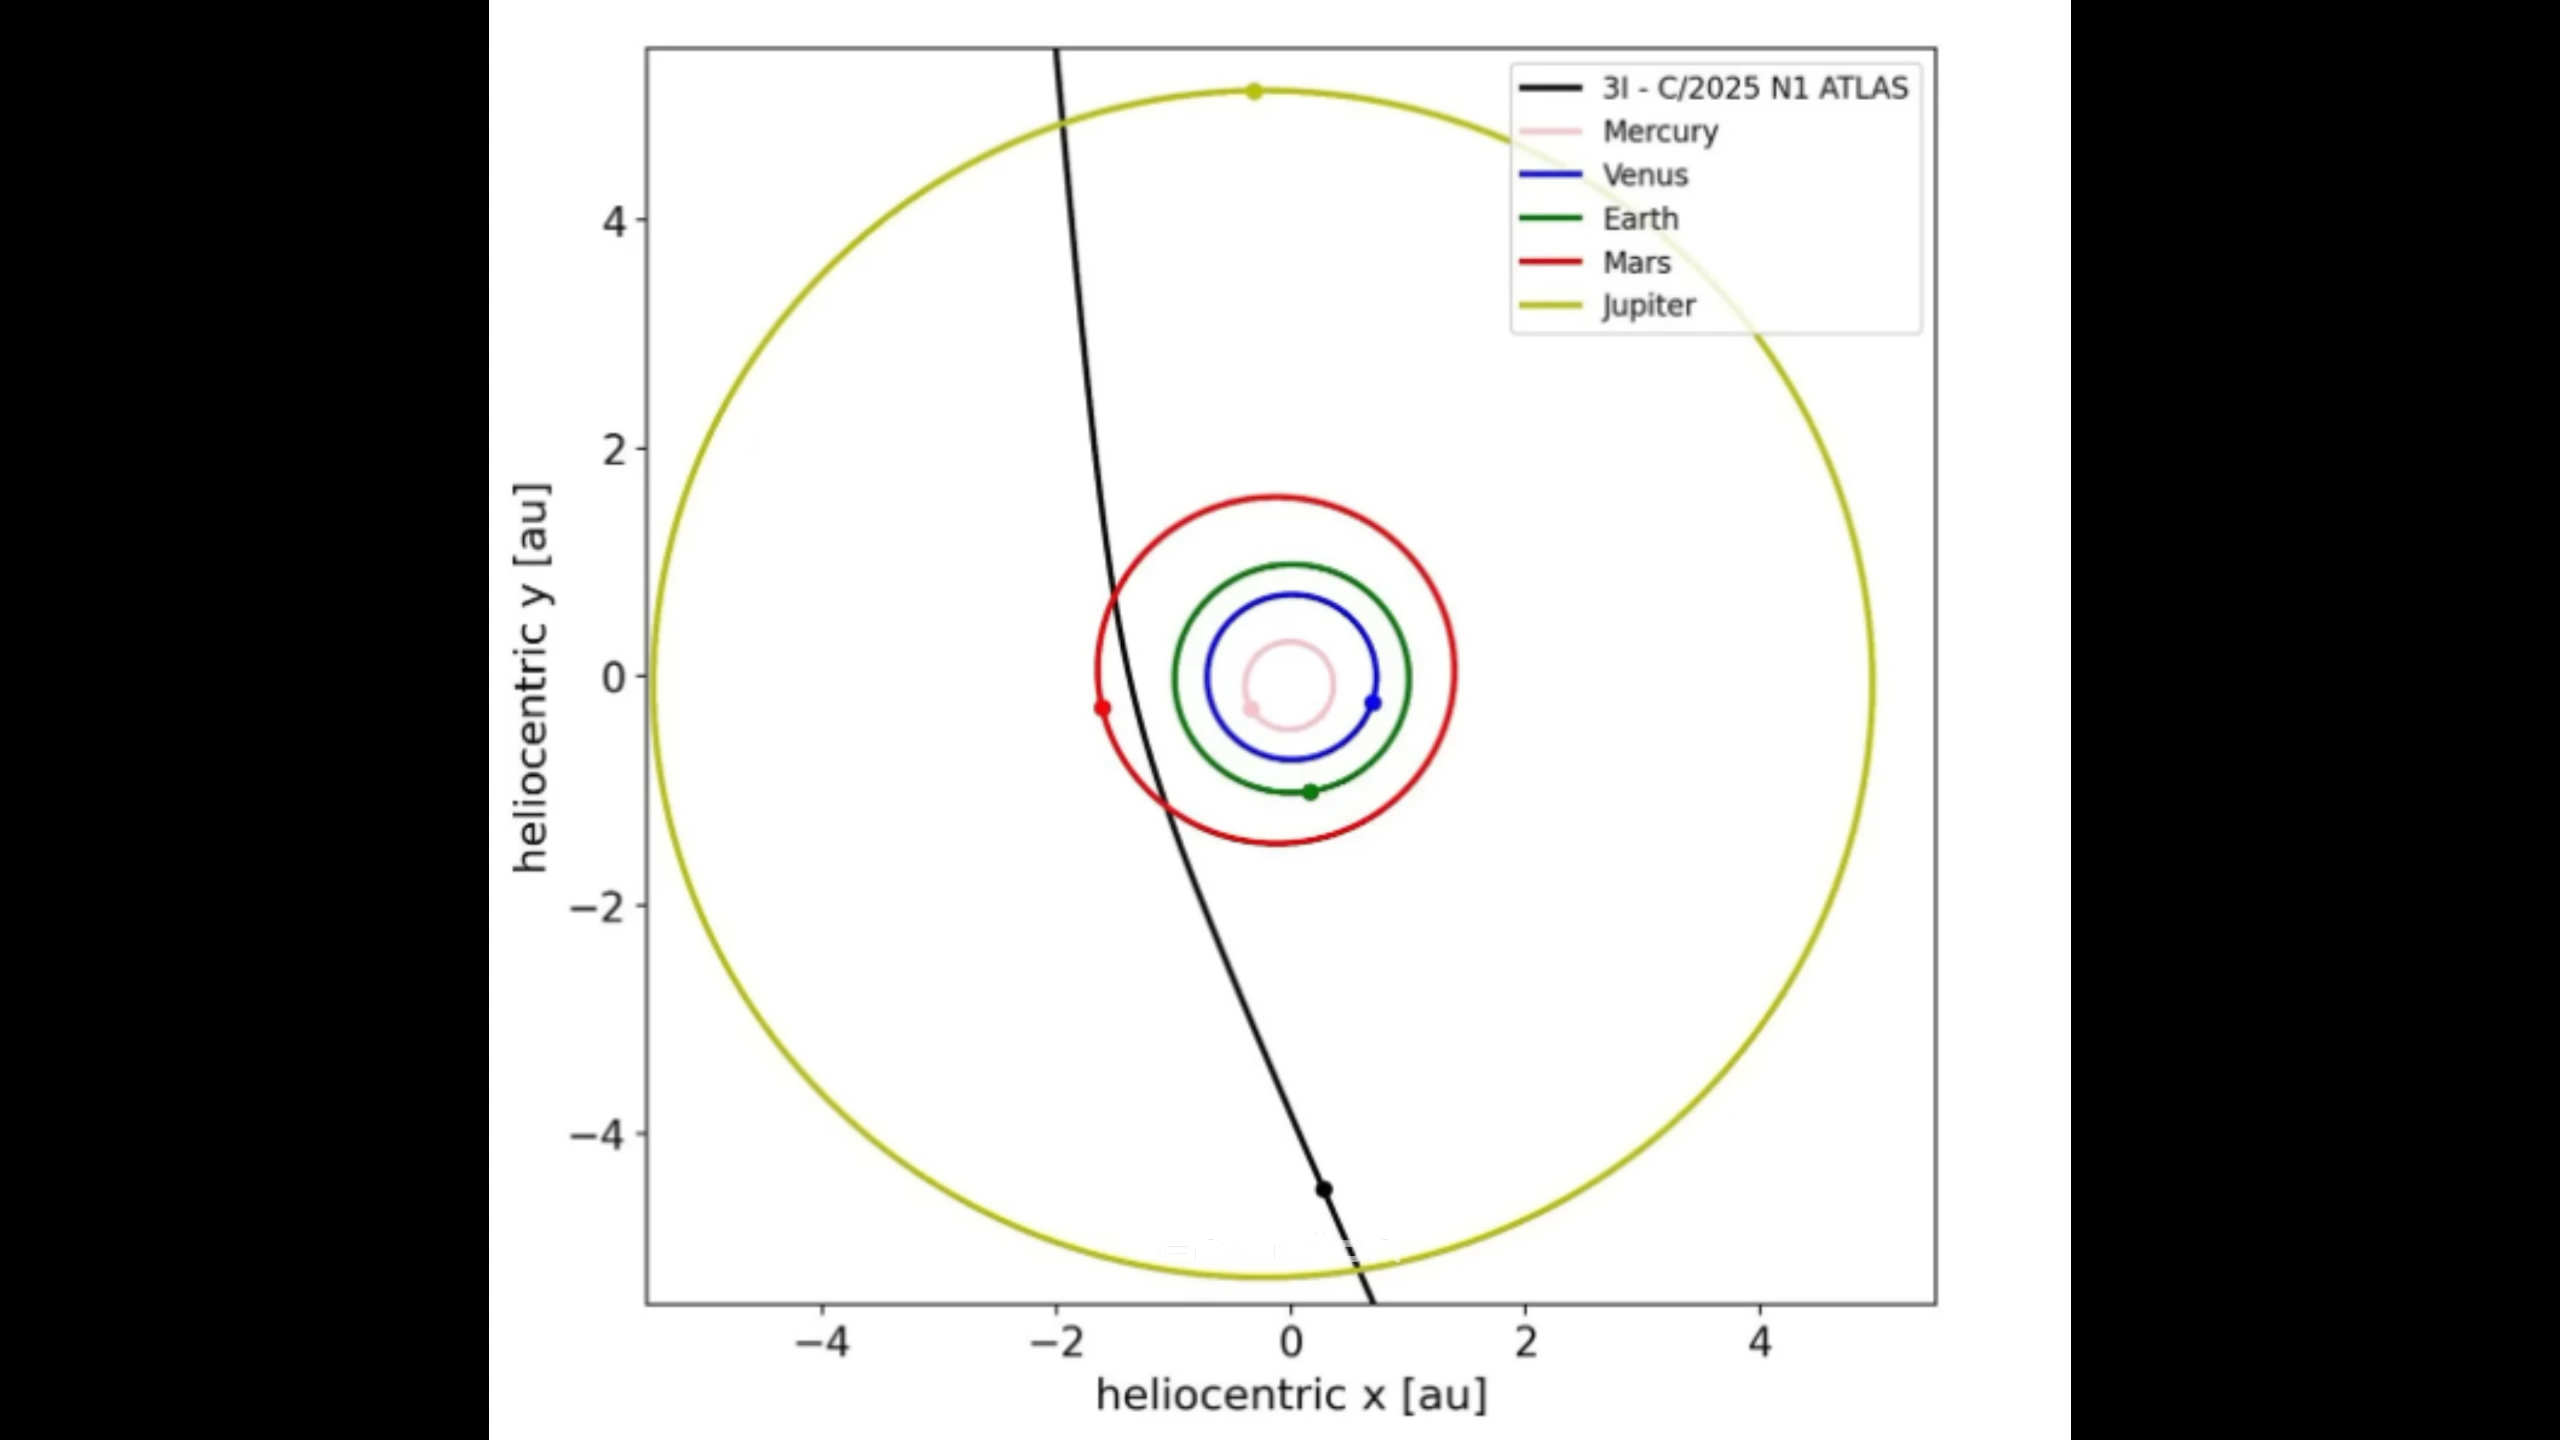 3I - C/2025 N1 ATLAS
Mercury
Venus
Earth
Mars
Jupiter
4
2
0
−2
−4
heliocentric y [au]
−4 −2 0 2 4
heliocentric x [au]